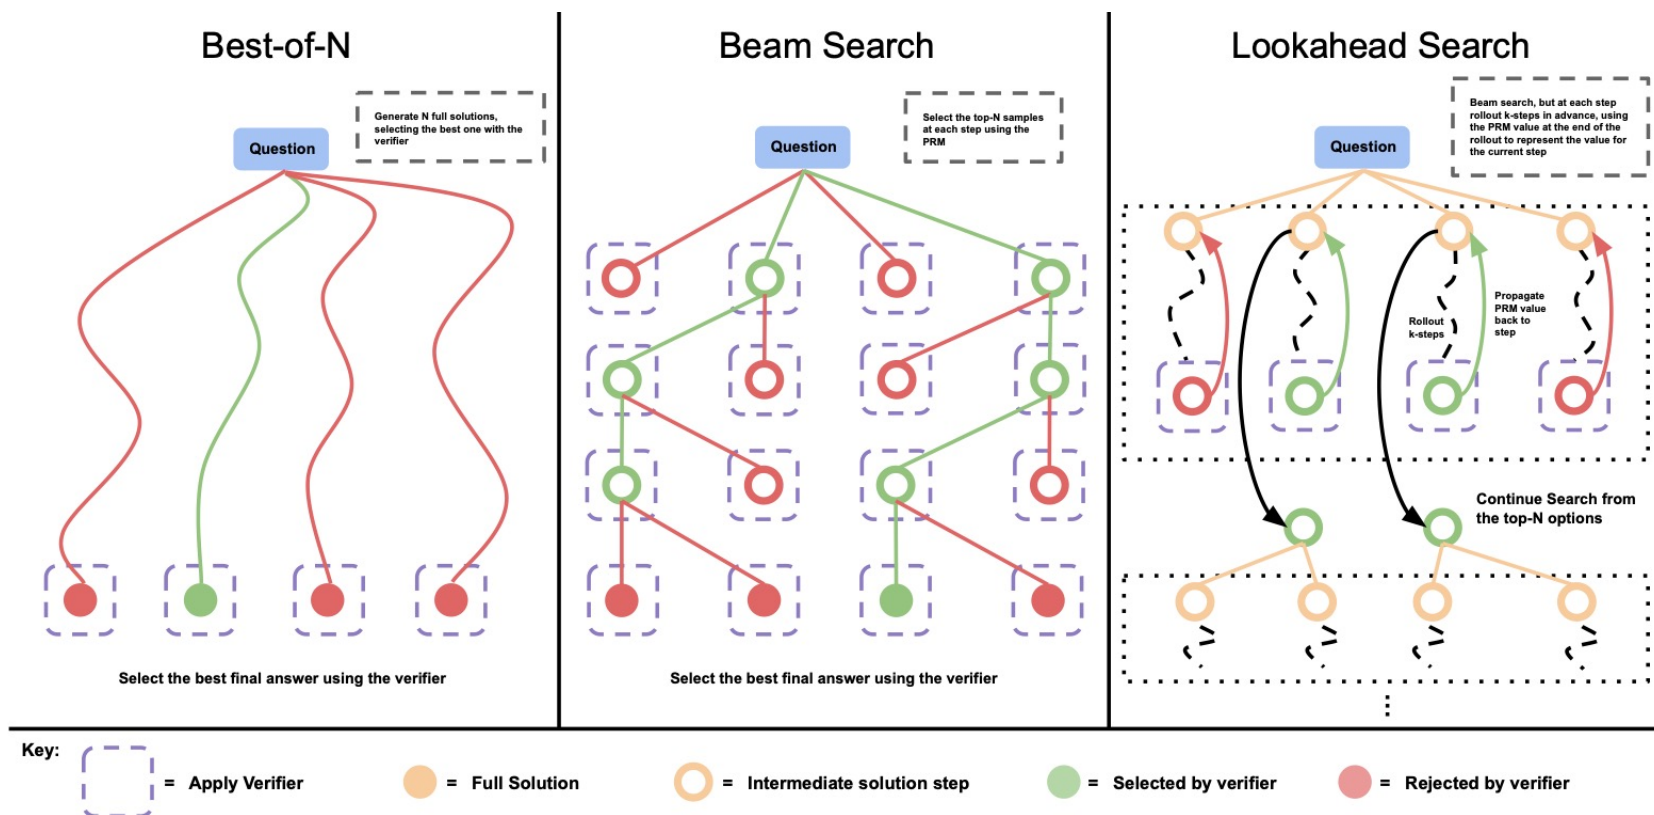 Best-of-N
Generate N full solutions,
selecting the best one with the
verifier
Question
Select the best final answer using the verifier
Beam Search
Select the top-N samples
at each step using the
PRM
Question
Select the best final answer using the verifier
Lookahead Search
Beam search, but at each step
rollout k-steps in advance, using
the PRM value at the end of the
rollout to represent the value for
the current step
Question
Rollout
k-steps
Propagate
PRM value
back to
step
Continue Search from
the top-N options
Key:
= Apply Verifier
= Full Solution
= Intermediate solution step
= Selected by verifier
= Rejected by verifier